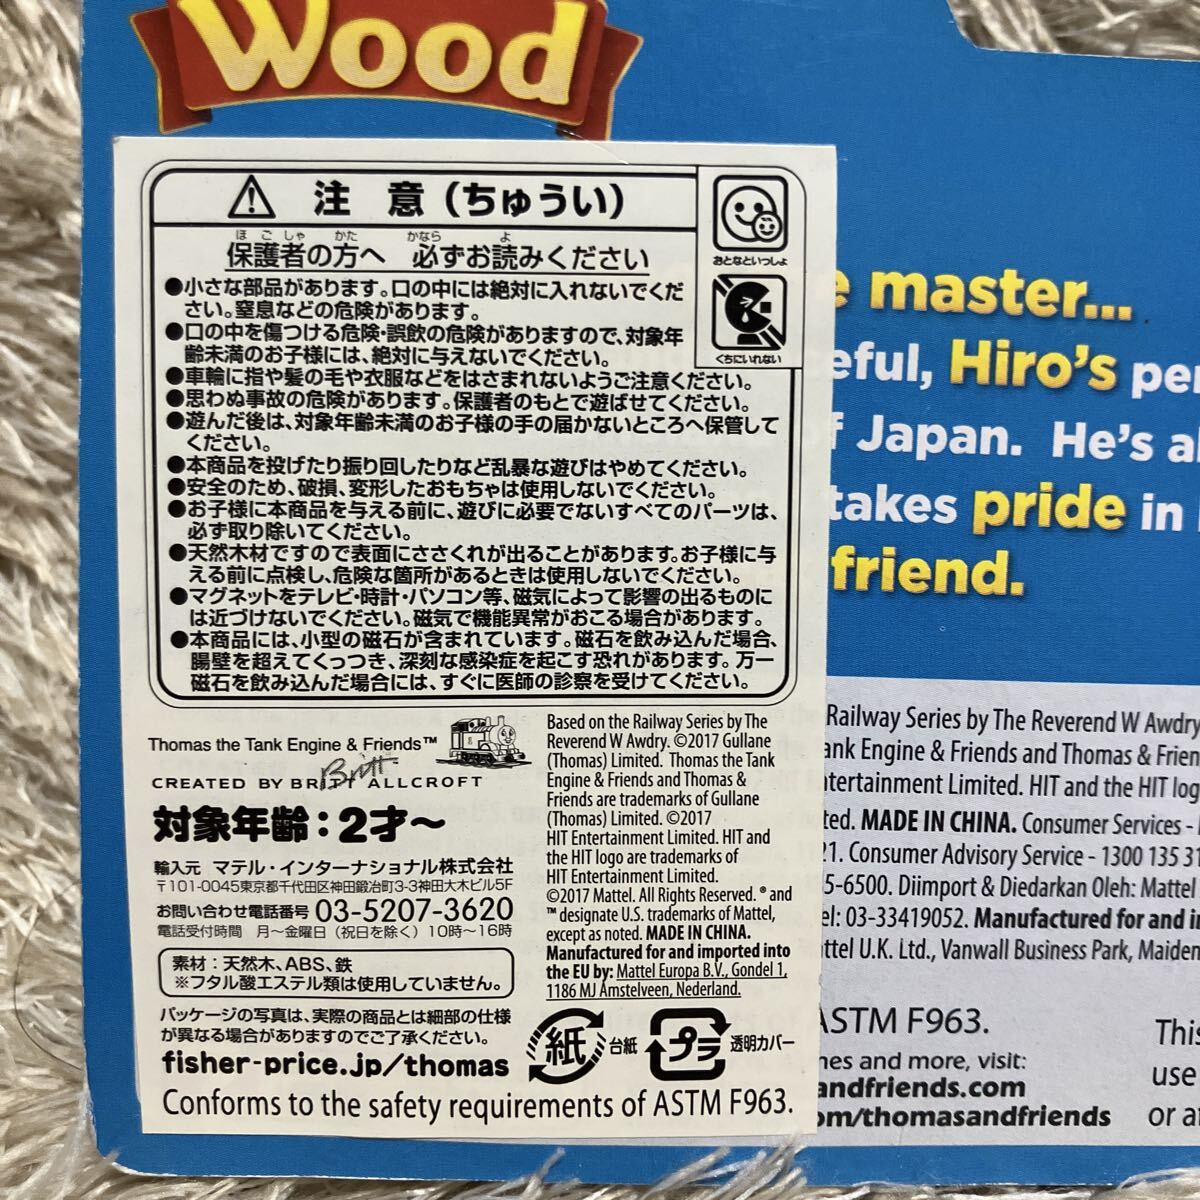 Wood
注意(ちゅうい)
ほごしゃ かた かなら よ
保護者の方へ 必ずお読みください
●小さな部品があります。口の中には絶対に入れないでくだ
さい。窒息などの危険があります。
●口の中を傷つける危険・誤飲の危険がありますので、対象年
齢未満のお子様には、絶対に与えないでください。
●車輪に指や髪の毛や衣服などをはさまれないようご注意ください。
●思わぬ事故の危険があります。保護者のもとで遊ばせてください。
●遊んだ後は、対象年齢未満のお子様の手の届かないところへ保管して
ください。
●本商品を投げたり振り回したりなど乱暴な遊びはやめてください。
●安全のため、破損、変形したおもちゃは使用しないでください。
●お子様に本商品を与える前に、遊びに必要でないすべてのパーツは、
必ず取り除いてください。
●天然木材ですので表面にささくれが出ることがあります。お子様に与
える前に点検し、危険な箇所があるときは使用しないでください。
●マグネットをテレビ・時計・パソコン等、磁気によって影響の出るものに
は近づけないでください。磁気で機能異常がおこる場合があります。
●本商品には、小型の磁石が含まれています。磁石を飲み込んだ場合、
腸壁を超えてくっつき、深刻な感染症を起こす恐れがあります。万一
磁石を飲み込んだ場合には、すぐに医師の診察を受けてください。
おとなといっしょ
くちにいれない
Thomas the Tank Engine & Friends™
CREATED BY BRITT ALLCROFT
対象年齢:2才〜
輸入元 マテル・インターナショナル株式会社
〒101-0045東京都千代田区神田鍛冶町3-3神田大木ビル5F
お問い合わせ電話番号 03-5207-3620
電話受付時間 月〜金曜日(祝日を除く)10時〜16時
素材:天然木、ABS、鉄
※フタル酸エステル類は使用していません。
パッケージの写真は、実際の商品とは細部の仕様
が異なる場合がありますのでご了承ください。
fisher-price.jp/thomas
Based on the Railway Series by The
Reverend W Awdry. ©2017 Gullane
(Thomas) Limited. Thomas the Tank
Engine & Friends and Thomas &
Friends are trademarks of Gullane
(Thomas) Limited. ©2017
HIT Entertainment Limited. HIT and
the HIT logo are trademarks of
HIT Entertainment Limited.
©2017 Mattel. All Rights Reserved. ® and
™ designate U.S. trademarks of Mattel,
except as noted. MADE IN CHINA.
Manufactured for and imported into
the EU by: Mattel Europa B.V., Gondel 1,
1186 MJ Amstelveen, Nederland.
紙 台紙 プラ 透明カバー
Conforms to the safety requirements of ASTM F963.
e master...
eful, Hiro's per
f Japan. He's al
takes pride in
friend.
Railway Series by The Reverend W Awdry
ank Engine & Friends and Thomas & Frien
tertainment Limited. HIT and the HIT log
ted. MADE IN CHINA. Consumer Services -
21. Consumer Advisory Service - 1300 135 31
5-6500. Diimport & Diedarkan Oleh: Mattel
el: 03-33419052. Manufactured for and i
ttel U.K. Ltd., Vanwall Business Park, Maiden
ASTM F963.
nes and more, visit:
andfriends.com
om/thomasandfriends
This
use
or a